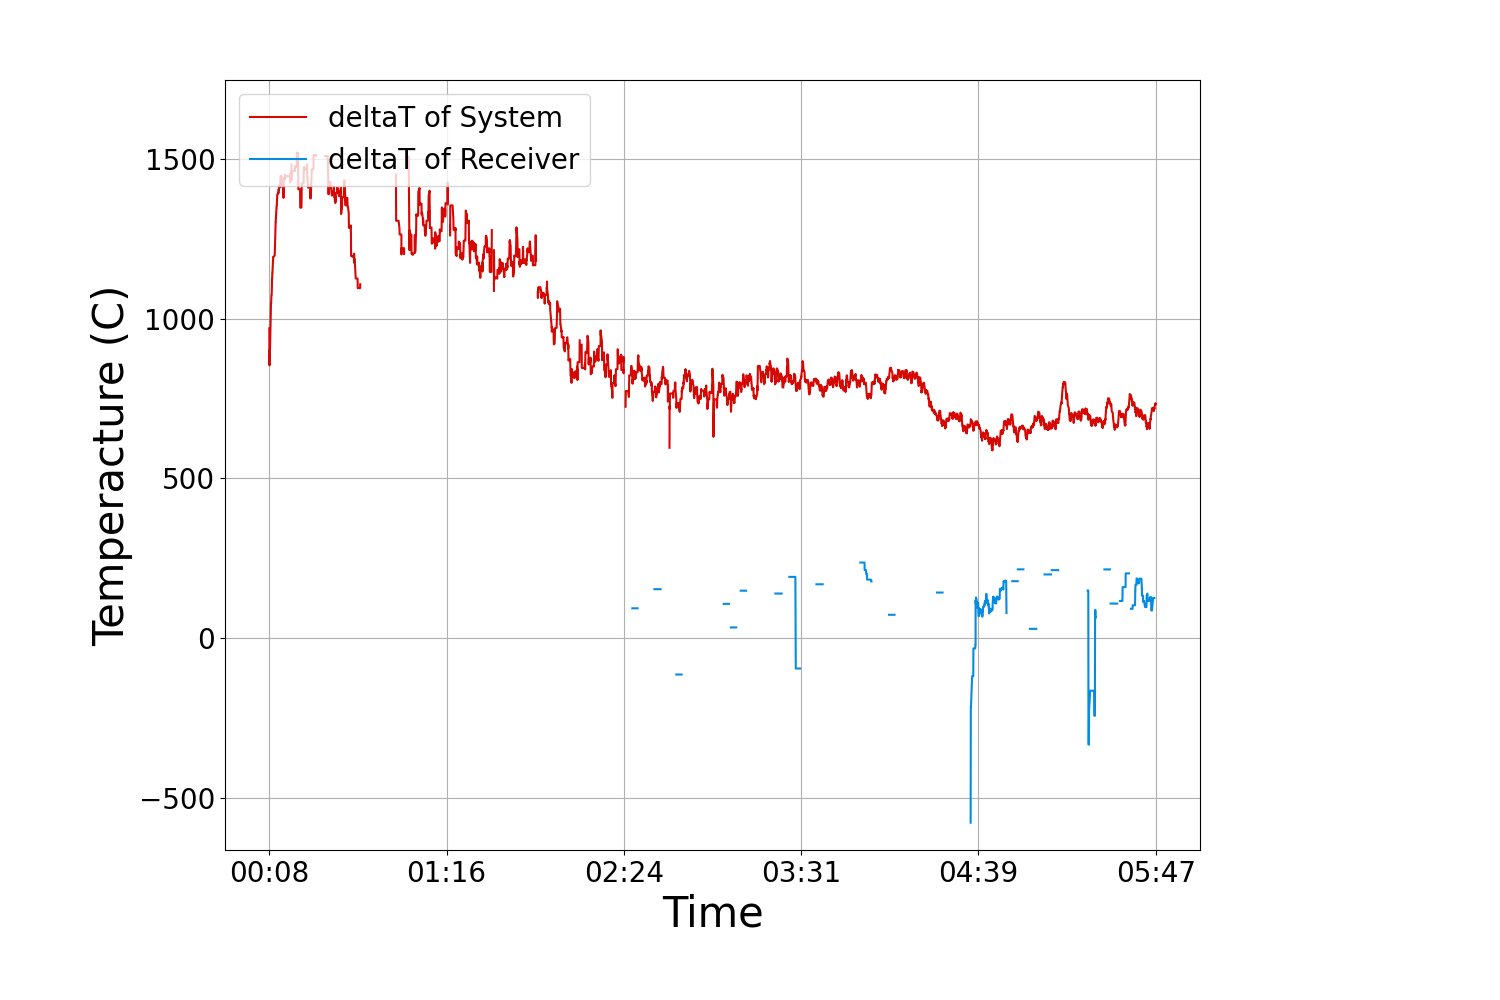 deltaT of System
deltaT of Receiver
1500
1000
500
0
−500
Temperacture (C)
00:08 01:16 02:24 03:31 04:39 05:47
Time